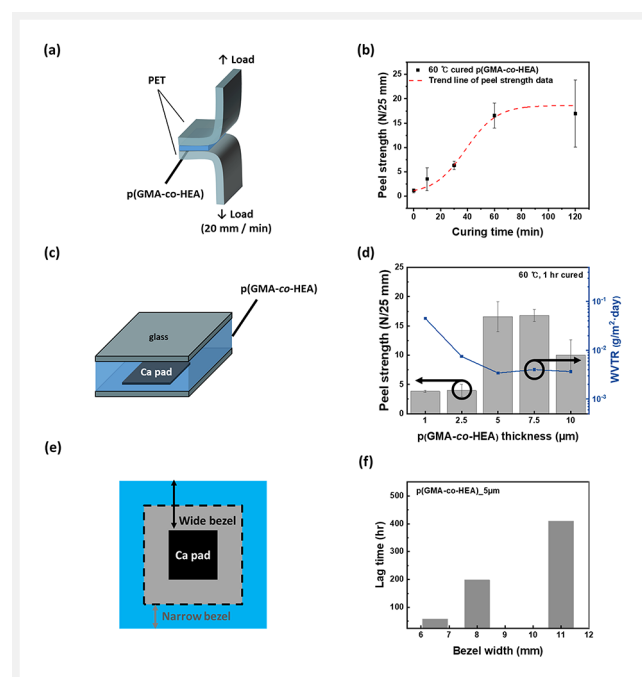 (a)
PET
↑ Load
p(GMA-co-HEA)
↓ Load
(20 mm / min)
(b)
Peel strength (N/25 mm)
25
20
15
10
5
0
60 ℃ cured p(GMA-co-HEA)
Trend line of peel strength data
0 20 40 60 80 100 120
Curing time (min)
(c)
p(GMA-co-HEA)
glass
Ca pad
(d)
Peel strength (N/25 mm)
25
20
15
10
5
0
60 ℃, 1 hr cured
10⁻¹
10⁻²
10⁻³
WVTR (g/m²·day)
1 2.5 5 7.5 10
p(GMA-co-HEA) thickness (μm)
(e)
Wide bezel
Ca pad
Narrow bezel
(f)
Lag time (hr)
500
400
300
200
100
p(GMA-co-HEA)_5μm
6 7 8 9 10 11 12
Bezel width (mm)